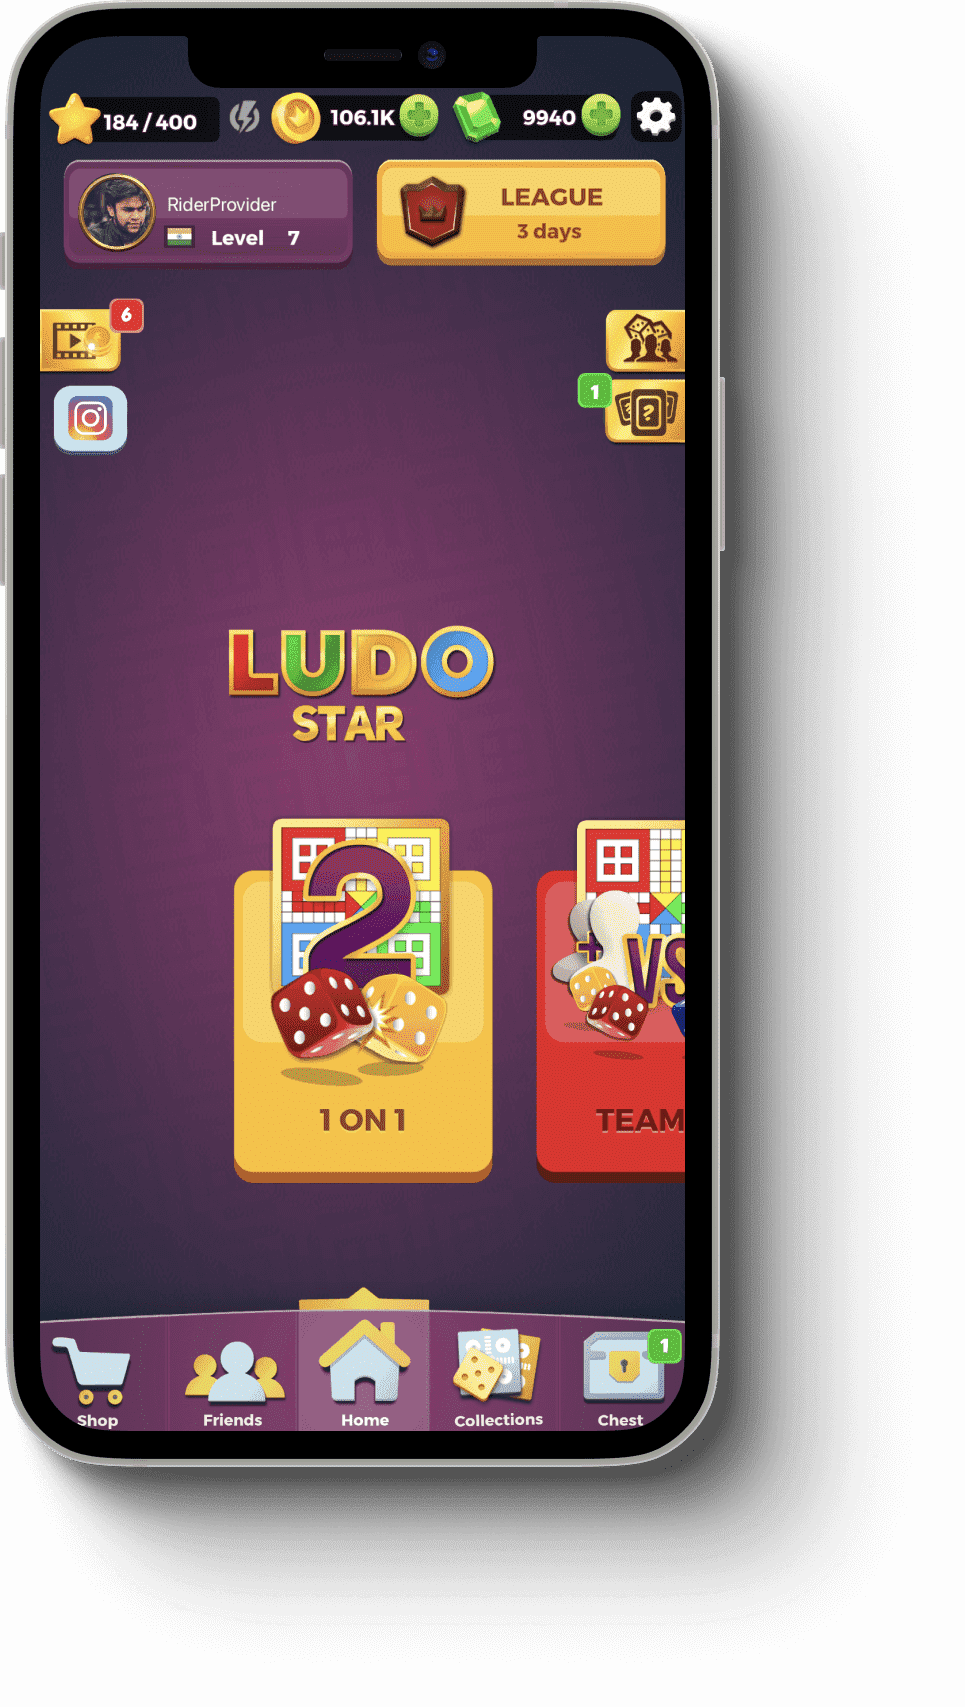 184 / 400
106.1K
9940
RiderProvider
Level 7
LEAGUE
3 days
6
1
?
LUDO
STAR
2
1 ON 1
+ VS
TEAM
1
Shop
Friends
Home
Collections
Chest